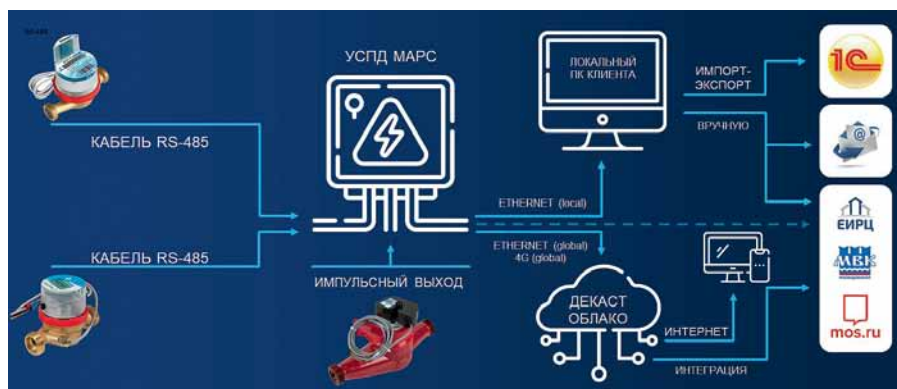 УСПД МАРС
КАБЕЛЬ RS-485
КАБЕЛЬ RS-485
ИМПУЛЬСНЫЙ ВЫХОД
ЛОКАЛЬНЫЙ
ПК КЛИЕНТА
ИМПОРТ-
ЭКСПОРТ
ВРУЧНУЮ
ETHERNET (local)
ETHERNET (global)
4G (global)
ДЕКАСТ
ОБЛАКО
ИНТЕРНЕТ
ИНТЕГРАЦИЯ
1С
@
ЕИРЦ
МВК
mos.ru